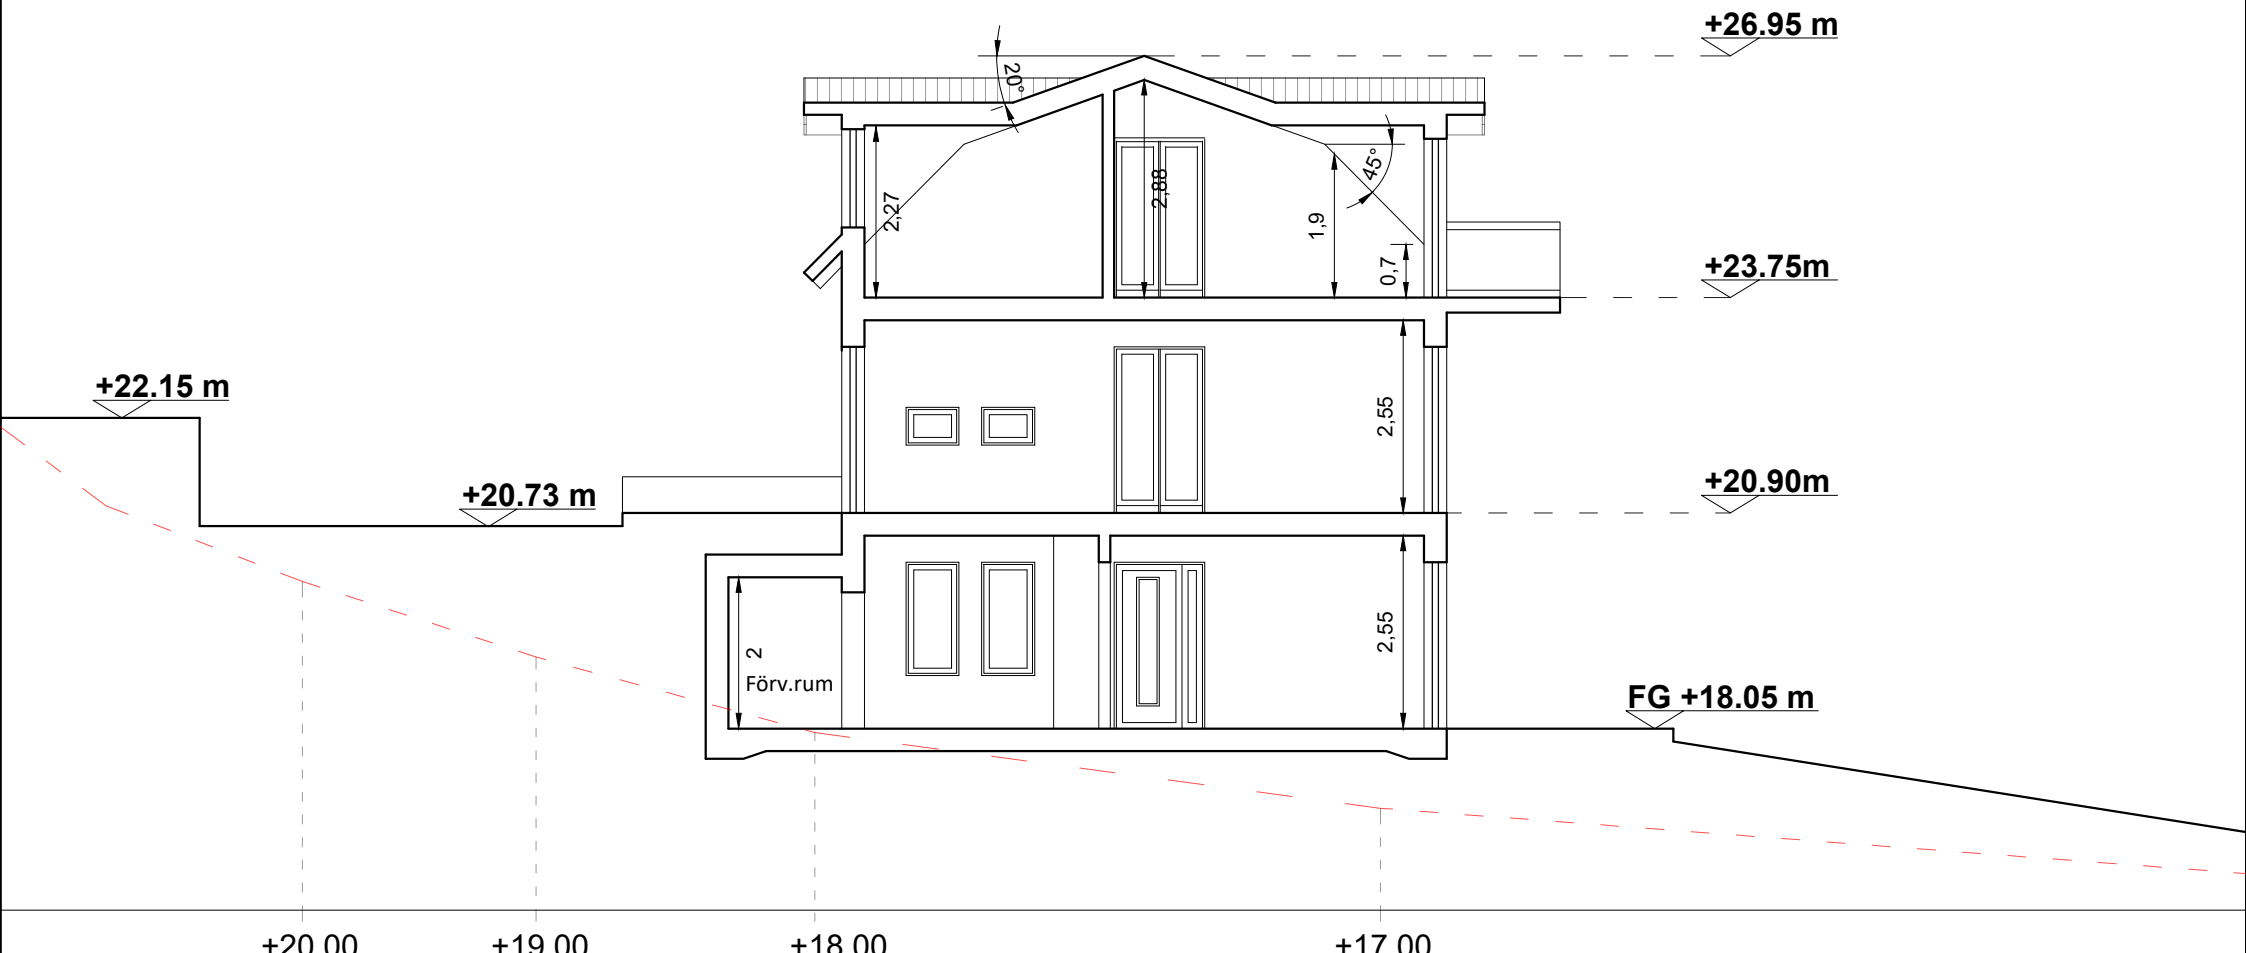 +26.95 m
20°
45°
2,27
2,88
1,9
0,7
+23.75m
+22.15 m
2,55
+20.73 m
+20.90m
2
Förv.rum
2,55
FG +18.05 m
+20.00
+19.00
+18.00
+17.00